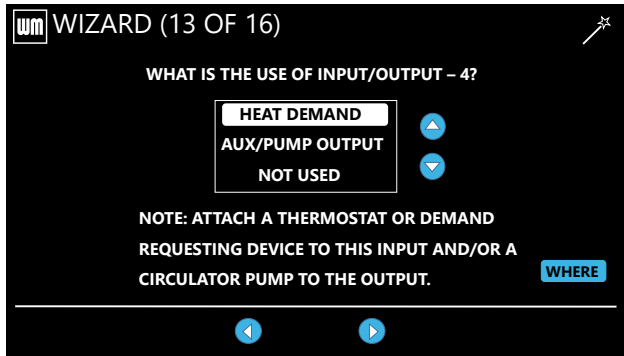 wm WIZARD (13 OF 16)
WHAT IS THE USE OF INPUT/OUTPUT – 4?
HEAT DEMAND
AUX/PUMP OUTPUT
NOT USED
NOTE: ATTACH A THERMOSTAT OR DEMAND
REQUESTING DEVICE TO THIS INPUT AND/OR A
CIRCULATOR PUMP TO THE OUTPUT.
WHERE